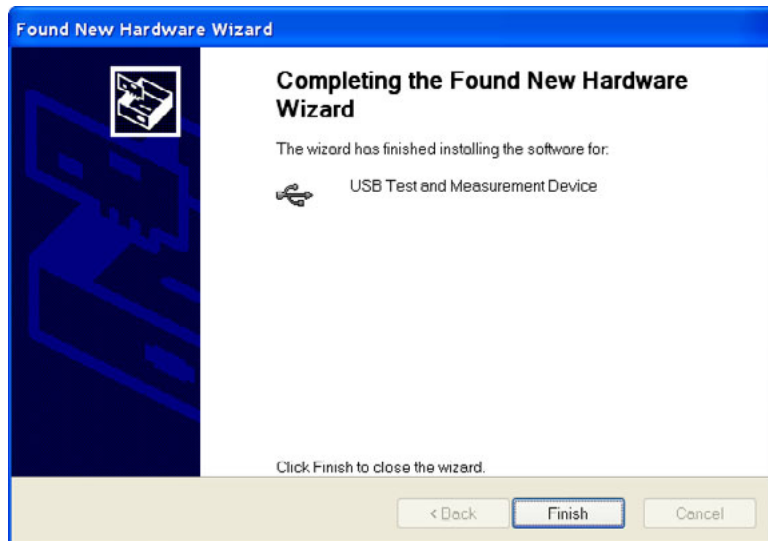 Found New Hardware Wizard
Completing the Found New Hardware
Wizard
The wizard has finished installing the software for:
USB Test and Measurement Device
Click Finish to close the wizard.
< Back
Finish
Cancel